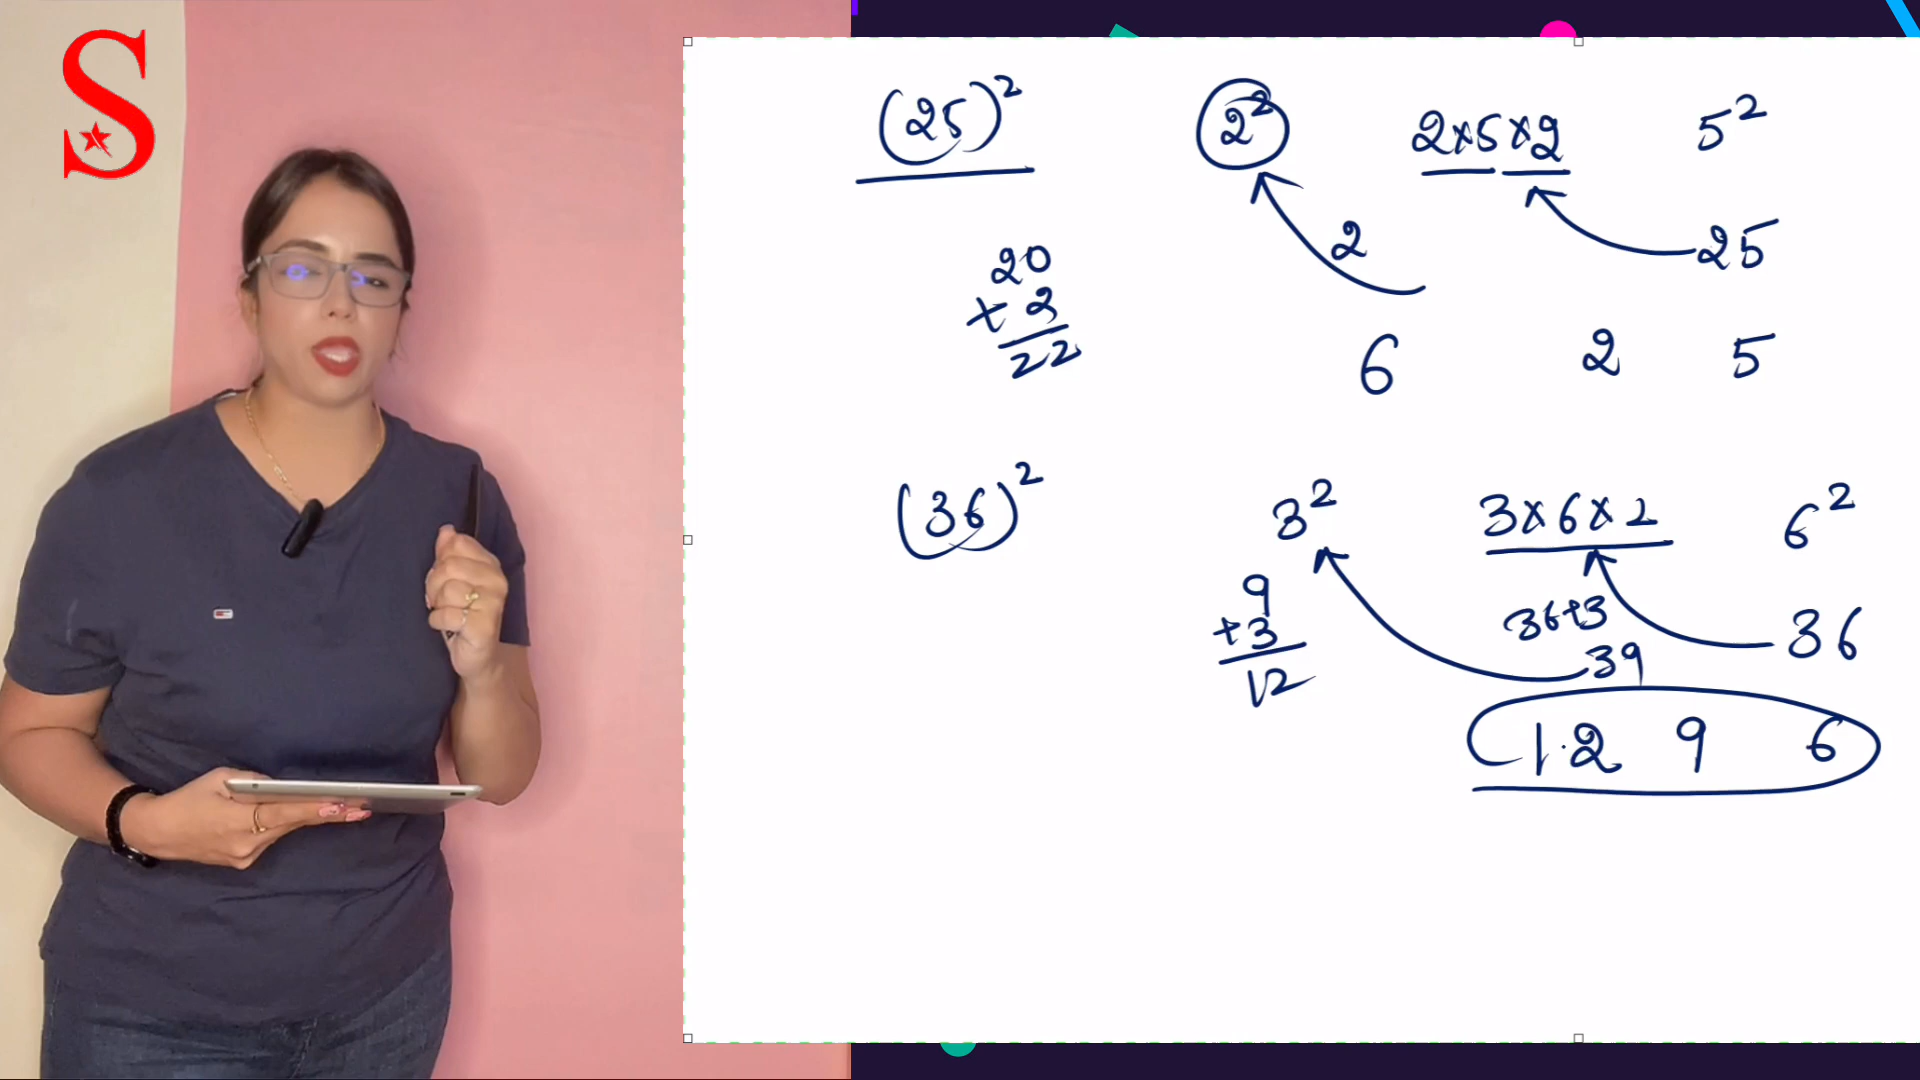 S
(25)² 2² 2×5×2 5²
2 25
20
+ 2
22
6 2 5
(36)² 3² 3×6×2 6²
9
+3
12
36+3 36
39
1·2 9 6